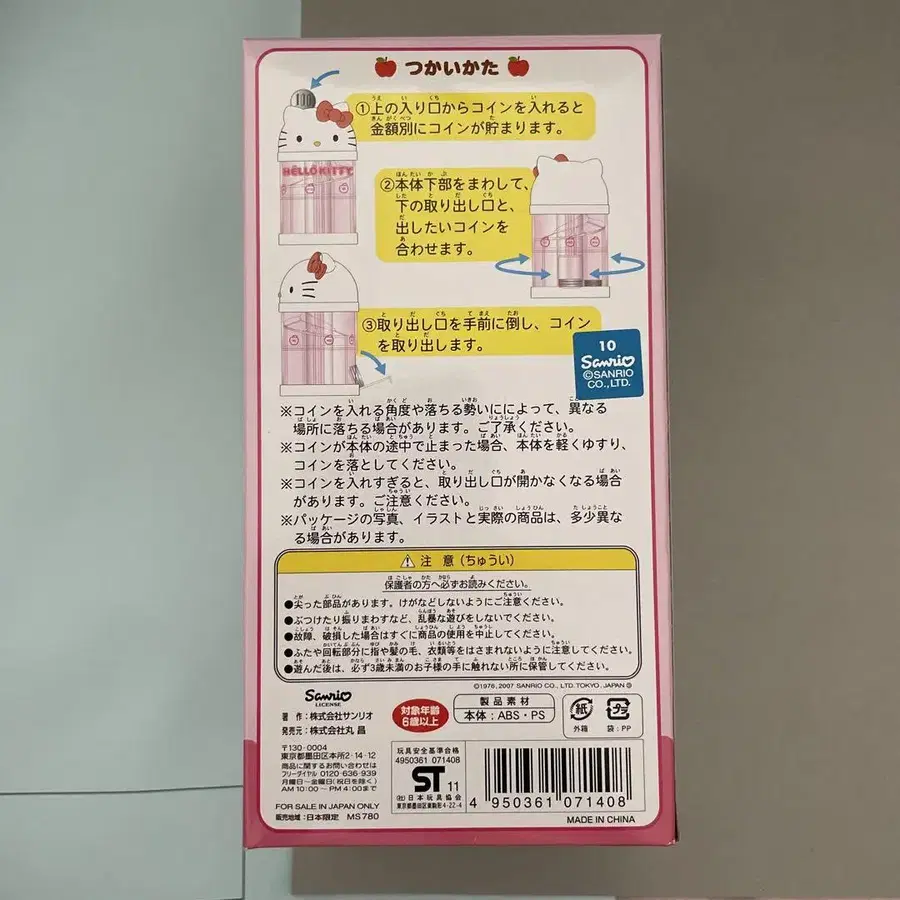 つかいかた
①上の入り口からコインを入れると
金額別にコインが貯まります。
HELLO KITTY
②本体下部をまわして、
下の取り出し口と、
出したいコインを
合わせます。
③取り出し口を手前に倒し、コイン
を取り出します。
10
Sanrio
©SANRIO
CO.,LTD.
※コインを入れる角度や落ちる勢いにによって、異なる
場所に落ちる場合があります。ご了承ください。
※コインが本体の途中で止まった場合、本体を軽くゆすり、
コインを落としてください。
※コインを入れすぎると、取り出し口が開かなくなる場合
があります。ご注意ください。
※パッケージの写真、イラストと実際の商品は、多少異な
る場合があります。
注意(ちゅうい)
保護者の方へ必ずお読みください。
●尖った部品があります。けがなどしないようにご注意ください。
●ぶつけたり振りまわすなど、乱暴な遊びをしないでください。
●故障、破損した場合はすぐに商品の使用を中止してください。
●ふたや回転部分に指や髪の毛、衣類等をはさまれないように注意してください。
●遊んだ後は、必ず3歳未満のお子様の手に触れない所に保管してください。
©1976, 2007 SANRIO CO., LTD. TOKYO, JAPAN
Sanrio
LICENSE
著作:株式会社サンリオ
発売元:株式会社丸昌
対象年齢
6歳以上
製品素材
本体:ABS・PS
紙
外箱
プラ
袋:PP
〒130-0004
東京都墨田区本所2-14-12
商品に関するお問い合わせは
フリーダイヤル 0120-636-939
月曜日~金曜日(祝日を除く)
AM 10:00~PM 4:00まで
FOR SALE IN JAPAN ONLY
販売地域:日本限定 MS780
玩具安全基準合格
4950361 071408
ST 11
(社)日本玩具協会
東京都墨田区東駒形4-22-4
4 950361 071408
MADE IN CHINA